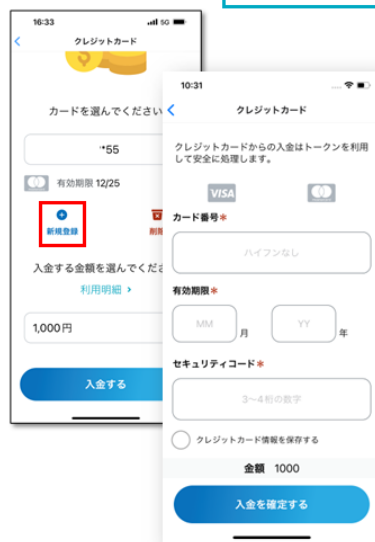 16:33
5G
クレジットカード
カードを選んでください
**55
有効期限 12/25
新規登録
削除
入金する金額を選んでくださ
利用明細 >
1,000円
入金する
10:31
クレジットカード
クレジットカードからの入金はトークンを利用
して安全に処理します。
VISA
カード番号*
ハイフンなし
有効期限*
MM
月
YY
年
セキュリティコード*
3〜4桁の数字
クレジットカード情報を保存する
金額 1000
入金を確定する